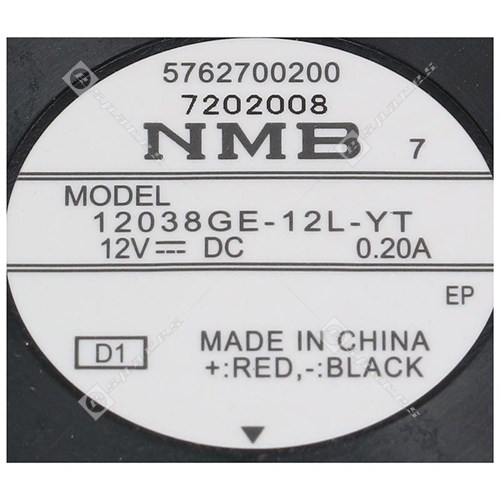 5762700200
7202008
NMB 7
MODEL
12038GE-12L-YT
12V⎓ DC 0.20A
EP
D1
MADE IN CHINA
+:RED,-:BLACK